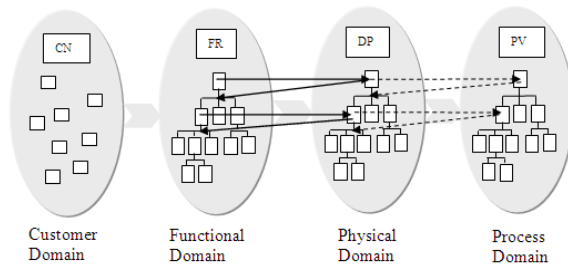 CN
FR
DP
PV
Customer
Domain
Functional
Domain
Physical
Domain
Process
Domain